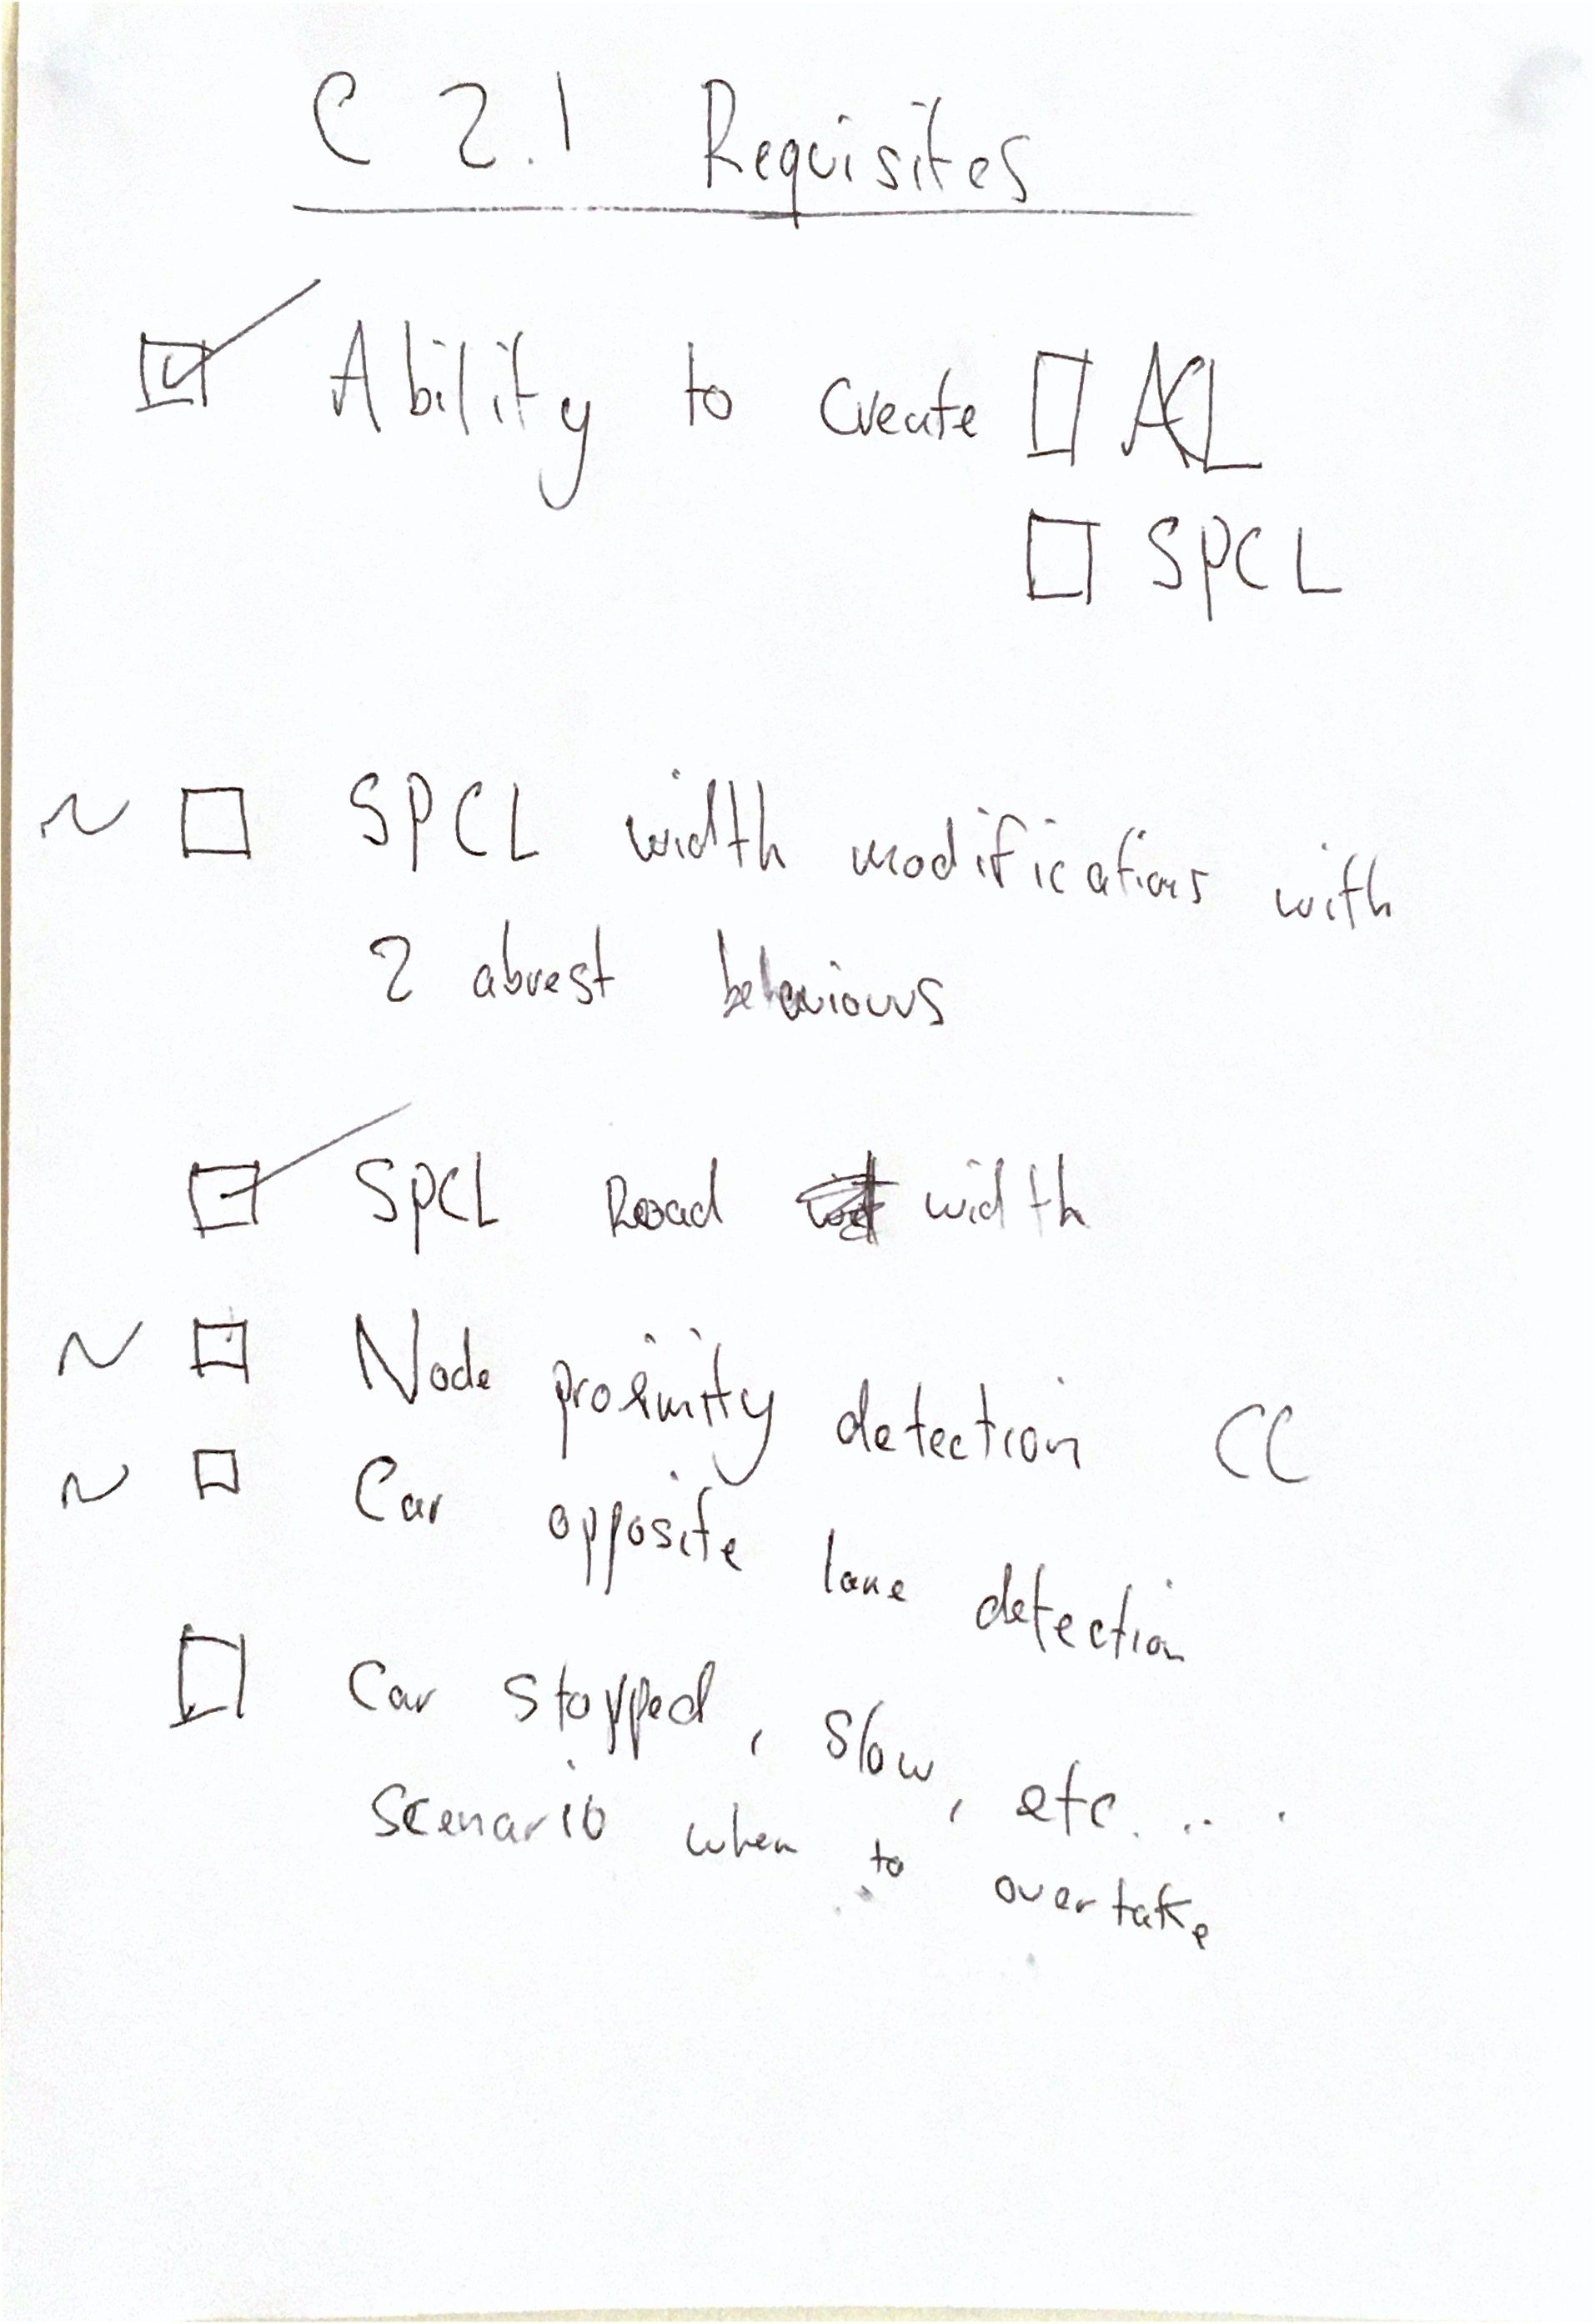 C 2.1 Requisites
☑ Ability to create ☐ ACL
☐ SPCL
~ ☐ SPCL width modifications with
2 abrest behaviours
☑ SPCL Road width
~ ☐ Node proximity detection CC
~ ☐ Car opposite lane detection
☐ Car stopped, slow, etc....
scenario when to overtake